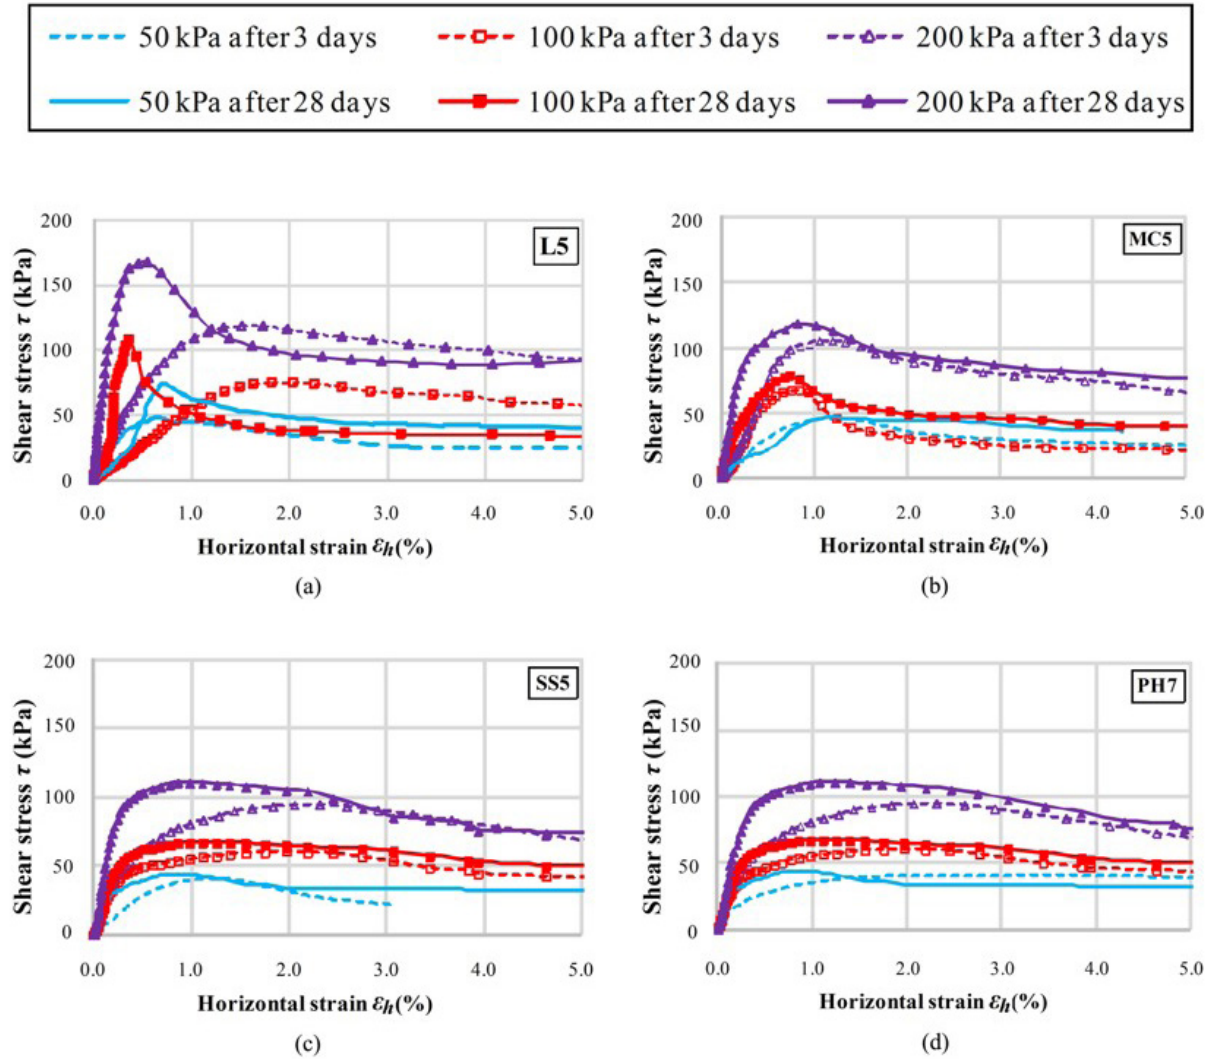 50 kPa after 3 days 100 kPa after 3 days 200 kPa after 3 days
50 kPa after 28 days 100 kPa after 28 days 200 kPa after 28 days
Shear stress τ (kPa)
200
150
100
50
0
L5
0.0 1.0 2.0 3.0 4.0 5.0
Horizontal strain εh(%)
(a)
Shear stress τ (kPa)
200
150
100
50
0
MC5
0.0 1.0 2.0 3.0 4.0 5.0
Horizontal strain εh(%)
(b)
Shear stress τ (kPa)
200
150
100
50
0
SS5
0.0 1.0 2.0 3.0 4.0 5.0
Horizontal strain εh(%)
(c)
Shear stress τ (kPa)
200
150
100
50
0
PH7
0.0 1.0 2.0 3.0 4.0 5.0
Horizontal strain εh(%)
(d)